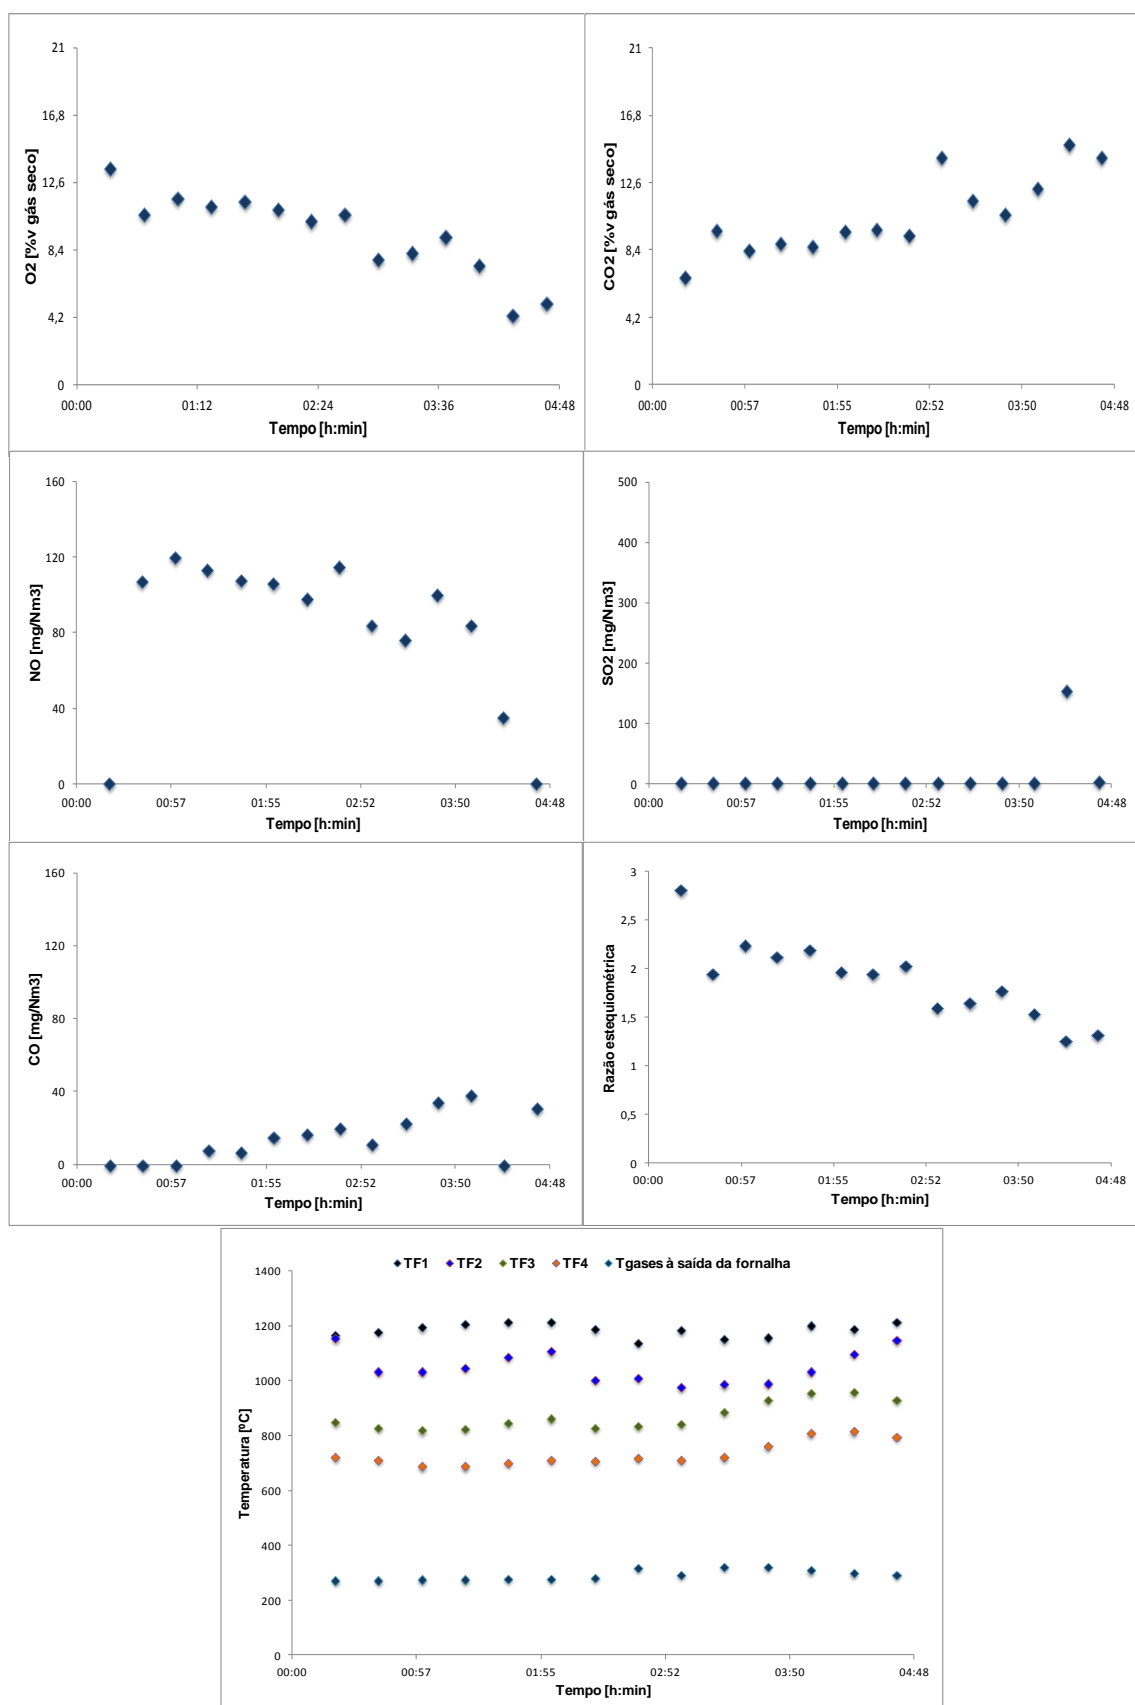 O2 [%v gás seco]
21
16,8
12,6
8,4
4,2
0
00:00 01:12 02:24 03:36 04:48
Tempo [h:min]
CO2 [%v gás seco]
21
16,8
12,6
8,4
4,2
0
00:00 00:57 01:55 02:52 03:50 04:48
Tempo [h:min]
NO [mg/Nm3]
160
120
80
40
0
00:00 00:57 01:55 02:52 03:50 04:48
Tempo [h:min]
SO2 [mg/Nm3]
500
400
300
200
100
0
00:00 00:57 01:55 02:52 03:50 04:48
Tempo [h:min]
CO [mg/Nm3]
160
120
80
40
0
00:00 00:57 01:55 02:52 03:50 04:48
Tempo [h:min]
Razão estequiométrica
3
2,5
2
1,5
1
0,5
0
00:00 00:57 01:55 02:52 03:50 04:48
Tempo [h:min]
TF1 TF2 TF3 TF4 Tgases à saída da fornalha
Temperatura [ºC]
1400
1200
1000
800
600
400
200
0
00:00 00:57 01:55 02:52 03:50 04:48
Tempo [h:min]